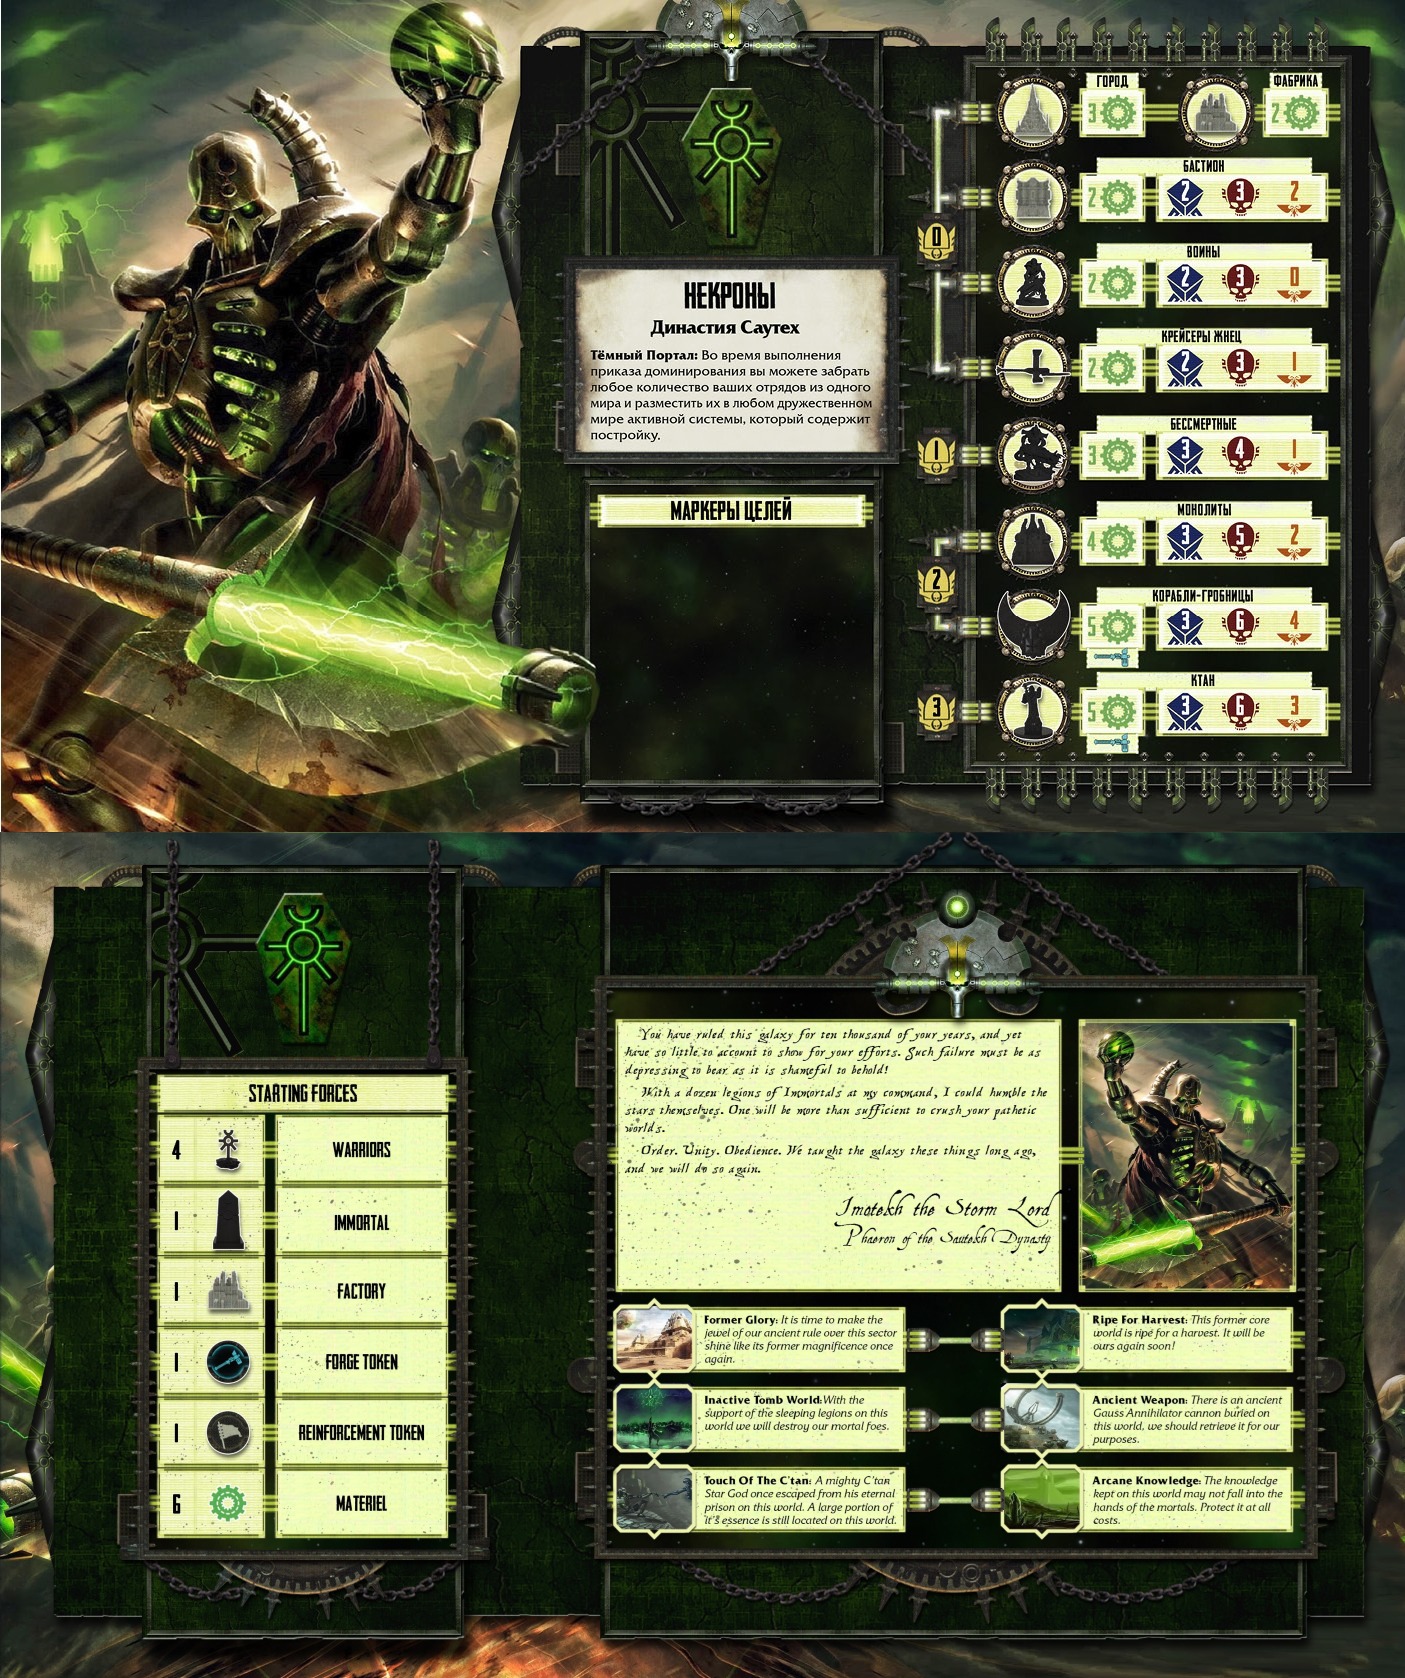 НЕКРОНЫ
Династия Саутех
Тёмный Портал: Во время выполнения
приказа доминирования вы можете забрать
любое количество ваших отрядов из одного
мира и разместить их в любом дружественном
мире активной системы, который содержит
постройку.
МАРКЕРЫ ЦЕЛЕЙ
ГОРОД
3
ФАБРИКА
2
БАСТИОН
2 2 3 2
0
ВОИНЫ
2 2 3 0
КРЕЙСЕРЫ ЖНЕЦ
2 2 3 1
БЕССМЕРТНЫЕ
1 3 3 4 1
МОНОЛИТЫ
4 3 5 2
2
КОРАБЛИ-ГРОБНИЦЫ
5 3 6 4
КТАН
3 5 3 6 3
STARTING FORCES
4 WARRIORS
1 IMMORTAL
1 FACTORY
1 FORGE TOKEN
1 REINFORCEMENT TOKEN
6 MATERIEL
You have ruled this galaxy for ten thousand of your years, and yet
have so little to account to show for your efforts. Such failure must be as
depressing to bear as it is shameful to behold!
With a dozen legions of Immortals at my command, I could humble the
stars themselves. One will be more than sufficient to crush your pathetic
worlds.
Order. Unity. Obedience. We taught the galaxy these things long ago,
and we will do so again.
Imotekh the Storm Lord
Phaeron of the Sautekh Dynasty
Former Glory: It is time to make the
jewel of our ancient rule over this sector
shine like its former magnificence once
again.
Ripe For Harvest: This former core
world is ripe for a harvest. It will be
ours again soon!
Inactive Tomb World:With the
support of the sleeping legions on this
world we will destroy our mortal foes.
Ancient Weapon: There is an ancient
Gauss Annihilator cannon buried on
this world, we should retrieve it for our
purposes.
Touch Of The C'tan: A mighty C'tan
Star God once escaped from his eternal
prison on this world. A large portion of
it's essence is still located on this world.
Arcane Knowledge: The knowledge
kept on this world may not fall into the
hands of the mortals. Protect it at all
costs.